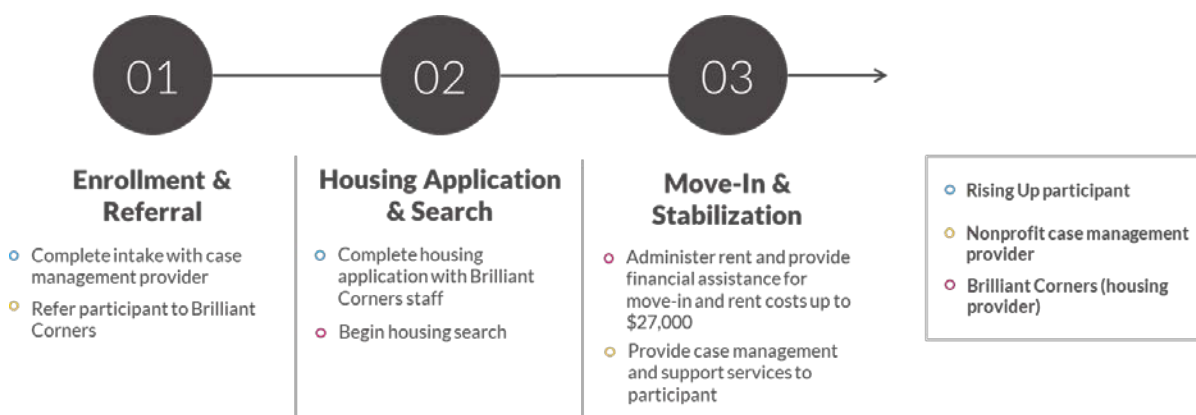 01
02
03
Enrollment &
Referral
Complete intake with case
management provider
Refer participant to Brilliant
Corners
Housing Application
& Search
Complete housing
application with Brilliant
Corners staff
Begin housing search
Move-In &
Stabilization
Administer rent and provide
financial assistance for
move-in and rent costs up to
$27,000
Provide case management
and support services to
participant
Rising Up participant
Nonprofit case management
provider
Brilliant Corners (housing
provider)